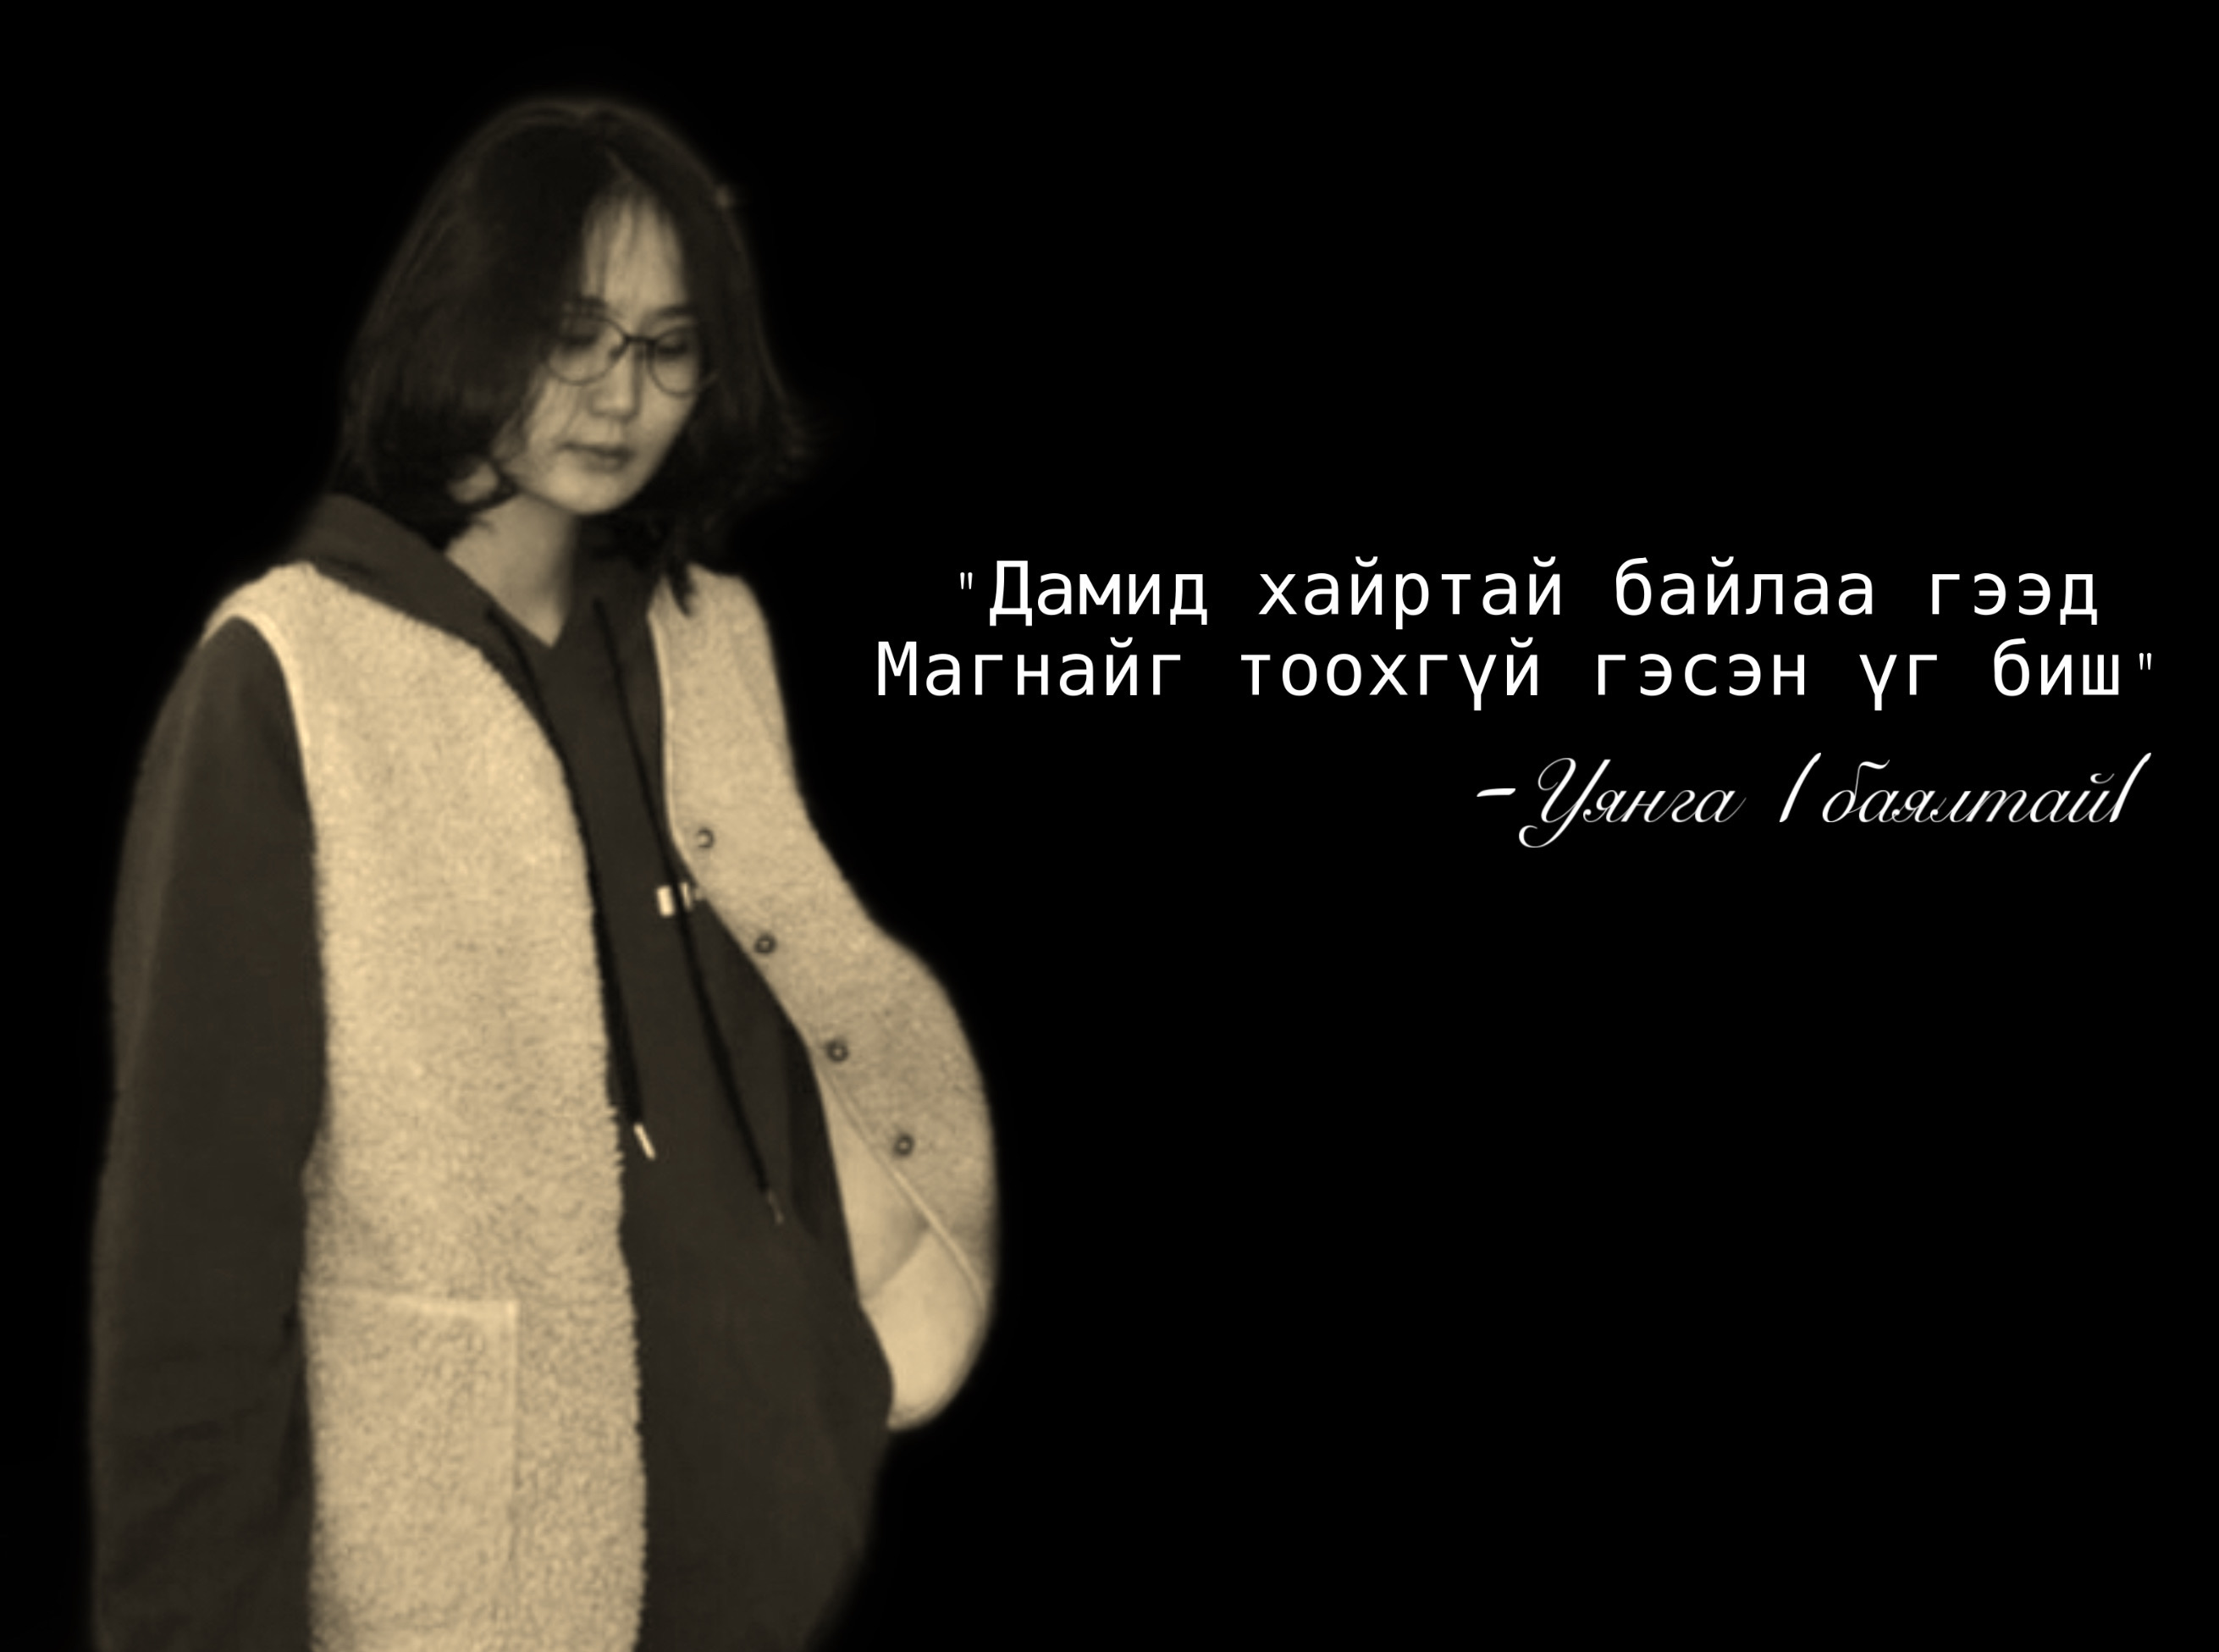 "Дамид хайртай байлаа гээд
Магнайг тоохгүй гэсэн үг биш"
-Уянга /баялтай/